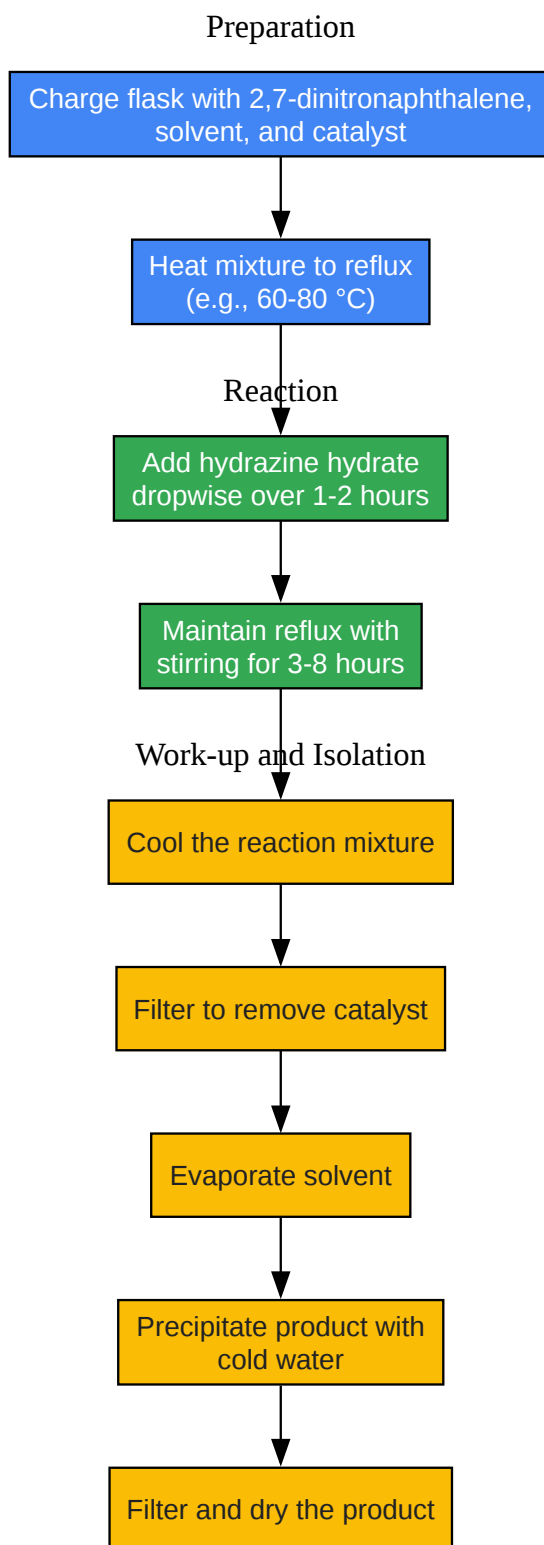 Preparation
Charge flask with 2,7-dinitronaphthalene,
solvent, and catalyst
Heat mixture to reflux
(e.g., 60-80 °C)
Reaction
Add hydrazine hydrate
dropwise over 1-2 hours
Maintain reflux with
stirring for 3-8 hours
Work-up and Isolation
Cool the reaction mixture
Filter to remove catalyst
Evaporate solvent
Precipitate product with
cold water
Filter and dry the product